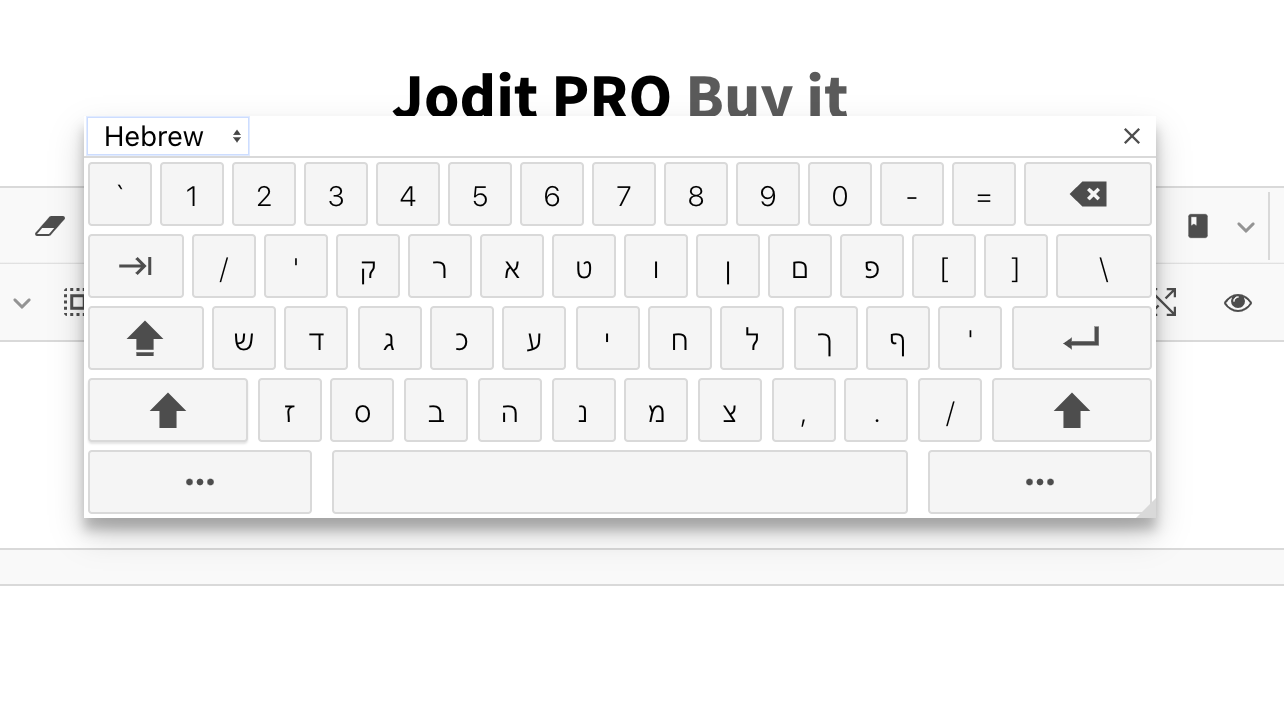 Jodit PRO Buy it
Hebrew
` 1 2 3 4 5 6 7 8 9 0 - =
/ ' ק ר א ט ו ן ם פ [ ] \
ש ד ג כ ע י ח ל ך ף '
ז ס ב ה נ מ צ , . /